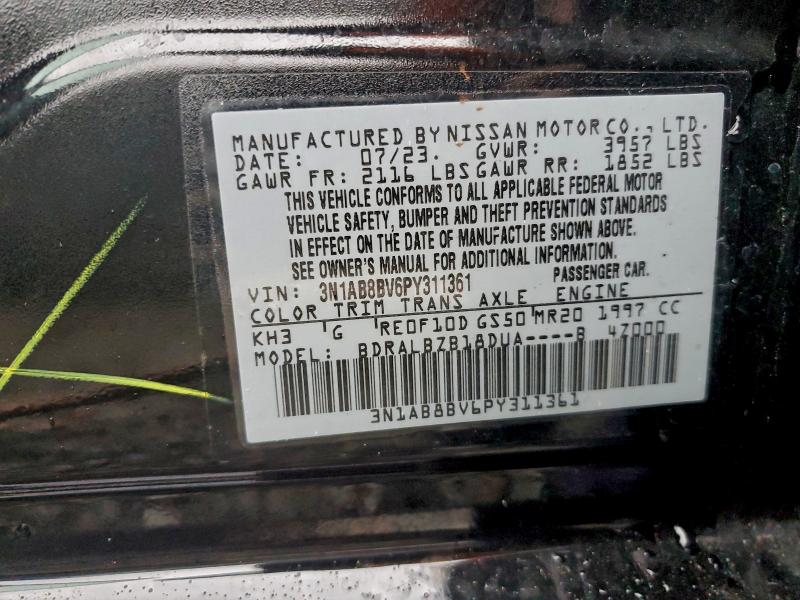 MANUFACTURED BY NISSAN MOTOR CO., LTD.
DATE: 07/23. GVWR: 3957 LBS
GAWR FR: 2116 LBS GAWR RR: 1852 LBS
THIS VEHICLE CONFORMS TO ALL APPLICABLE FEDERAL MOTOR
VEHICLE SAFETY, BUMPER AND THEFT PREVENTION STANDARDS
IN EFFECT ON THE DATE OF MANUFACTURE SHOWN ABOVE.
SEE OWNER'S MANUAL FOR ADDITIONAL INFORMATION.
VIN: 3N1AB8BV6PY311361 PASSENGER CAR.
COLOR TRIM TRANS AXLE ENGINE
KH3 G RE0F10D GS50 MR20 1997 CC
MODEL: BDRALBZB18DUA----B 4Z000
3N1AB8BV6PY311361